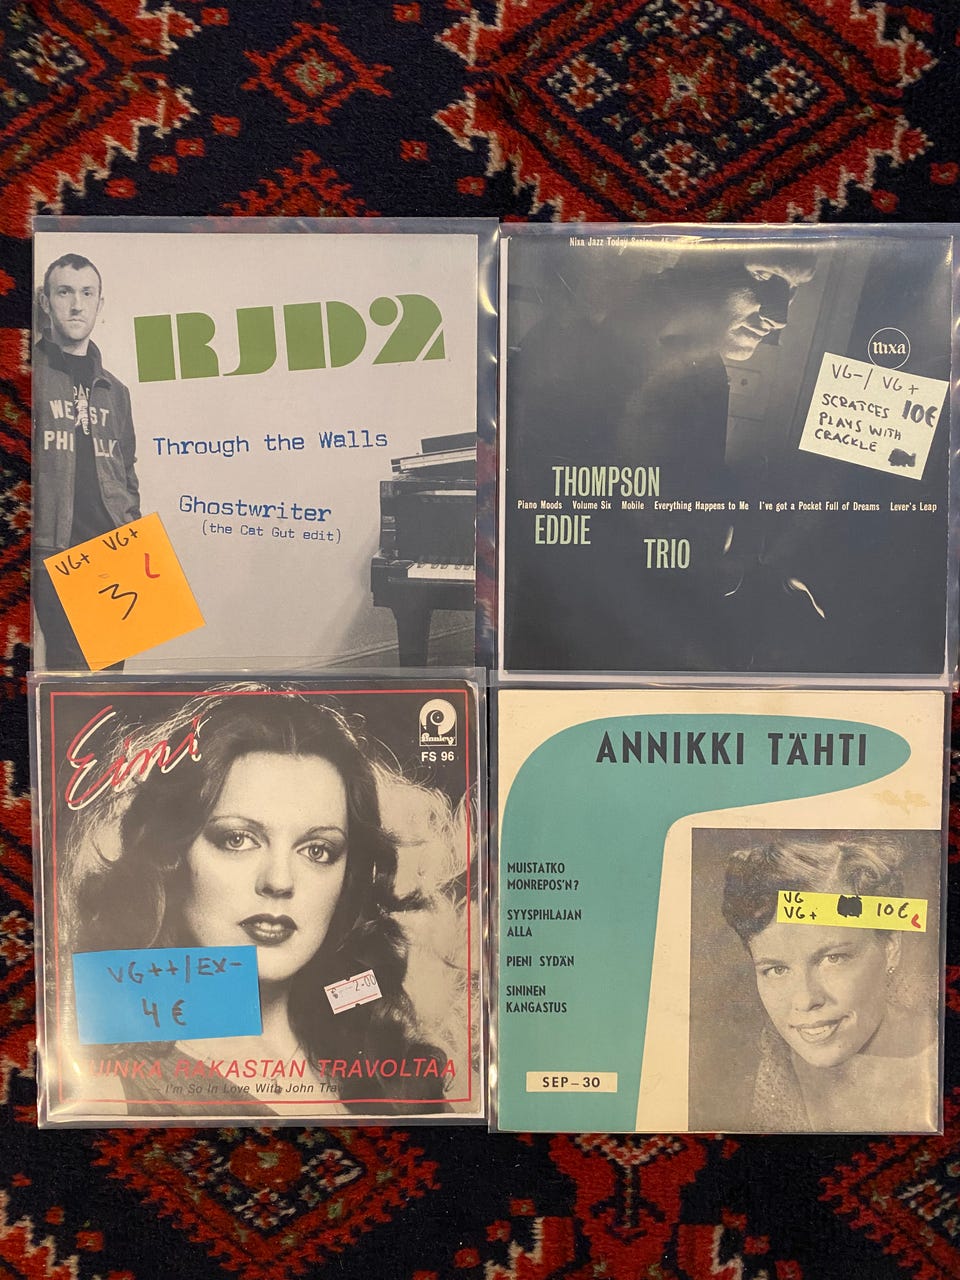 RJD2
Through the Walls
Ghostwriter
(the Cat Gut edit)
WEST
PHILLY
VG+ VG+
3
Nixa Jazz Today Series
nixa
VG-/ VG+
SCRATCES 10€
PLAYS WITH
CRACKLE
THOMPSON
Piano Moods Volume Six Mobile Everything Happens to Me I've got a Pocket Full of Dreams Lever's Leap
EDDIE
TRIO
Eini
Finnlevy
FS 96
VG++/EX-
4 €
2.00
RAKASTAN TRAVOLTAA
— I'm So In Love With John
ANNIKKI TÄHTI
MUISTATKO
MONREPOS'N?
SYYSPIHLAJAN
ALLA
PIENI SYDÄN
SININEN
KANGASTUS
SEP-30
VG
VG+ 10€